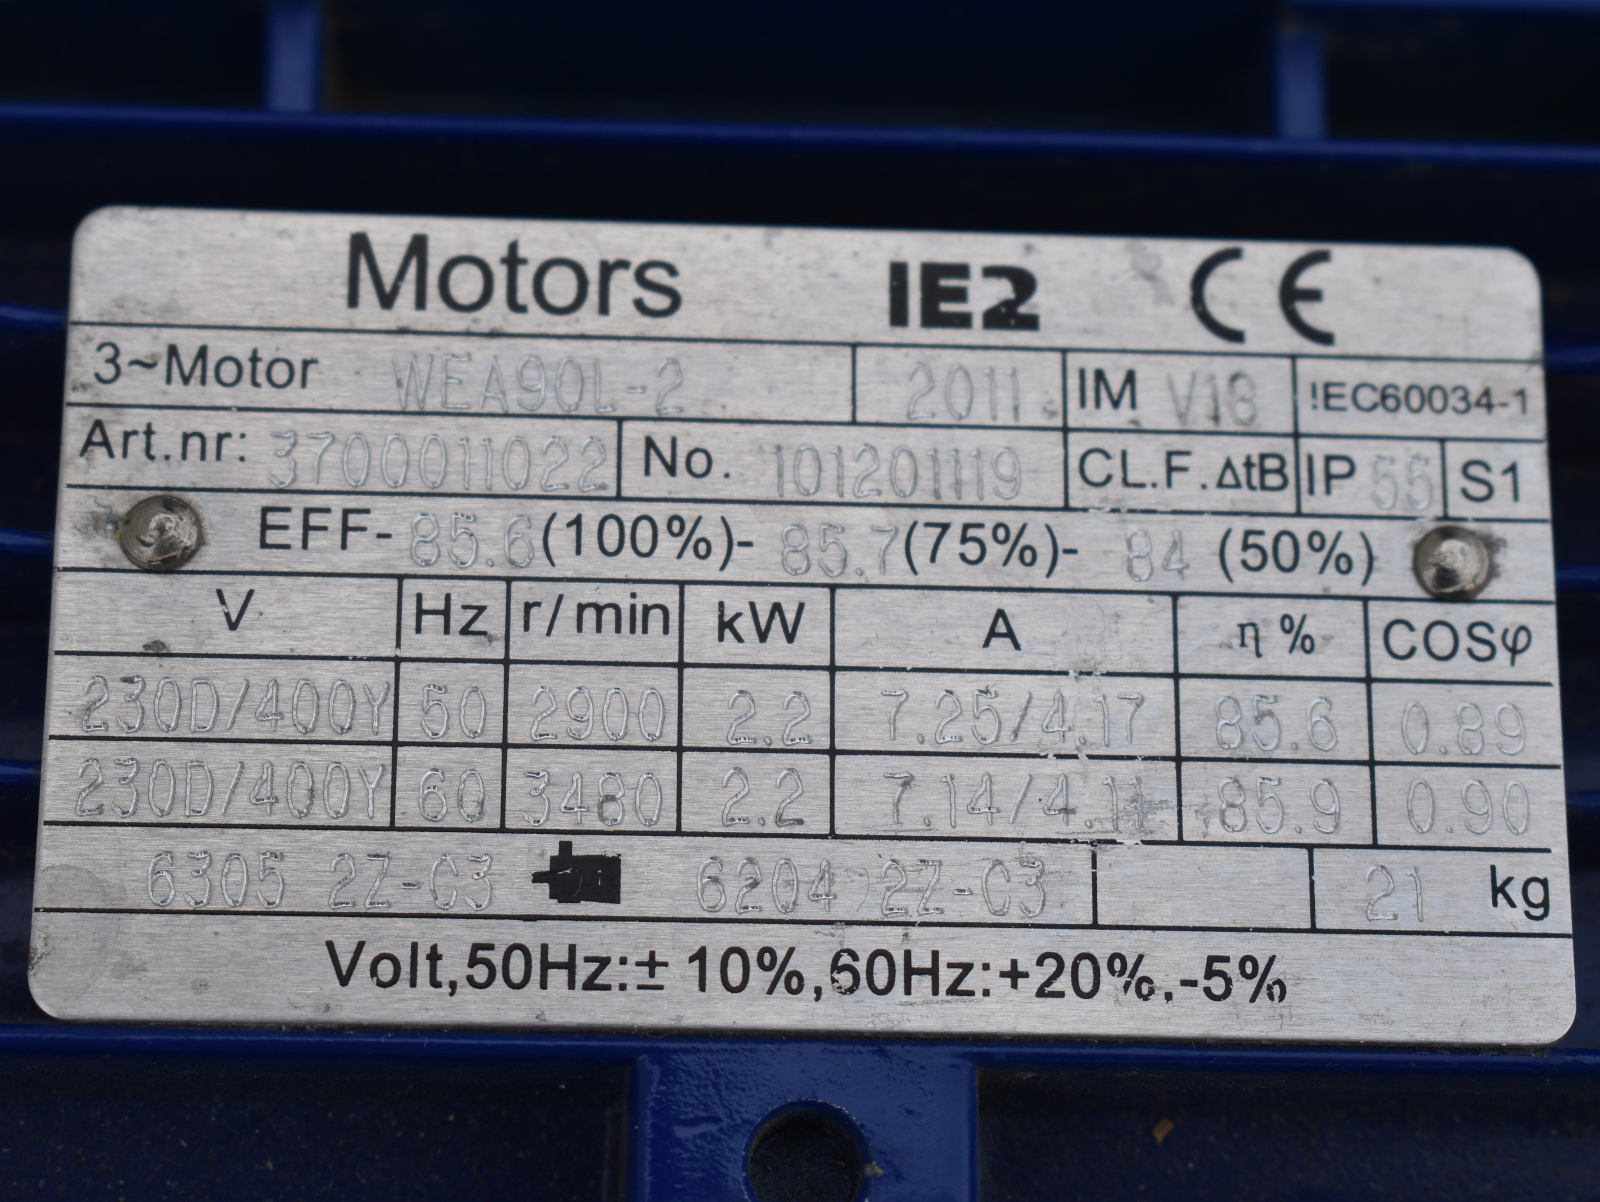 Motors IE2 CE
3~Motor WEA90L-2 2011 IM V18 IEC60034-1
Art.nr: 3700011022 No. 101201119 CL.F.ΔtB IP 55 S1
EFF- 85.6(100%)- 85.7(75%)- 84 (50%)
V Hz r/min kW A η% COSφ
230D/400Y 50 2900 2.2 7.25/4.17 85.6 0.89
230D/400Y 60 3480 2.2 7.14/4.11 85.9 0.90
6305 2Z-C3 6204 2Z-C3 21 kg
Volt,50Hz:±10%,60Hz:+20%,-5%